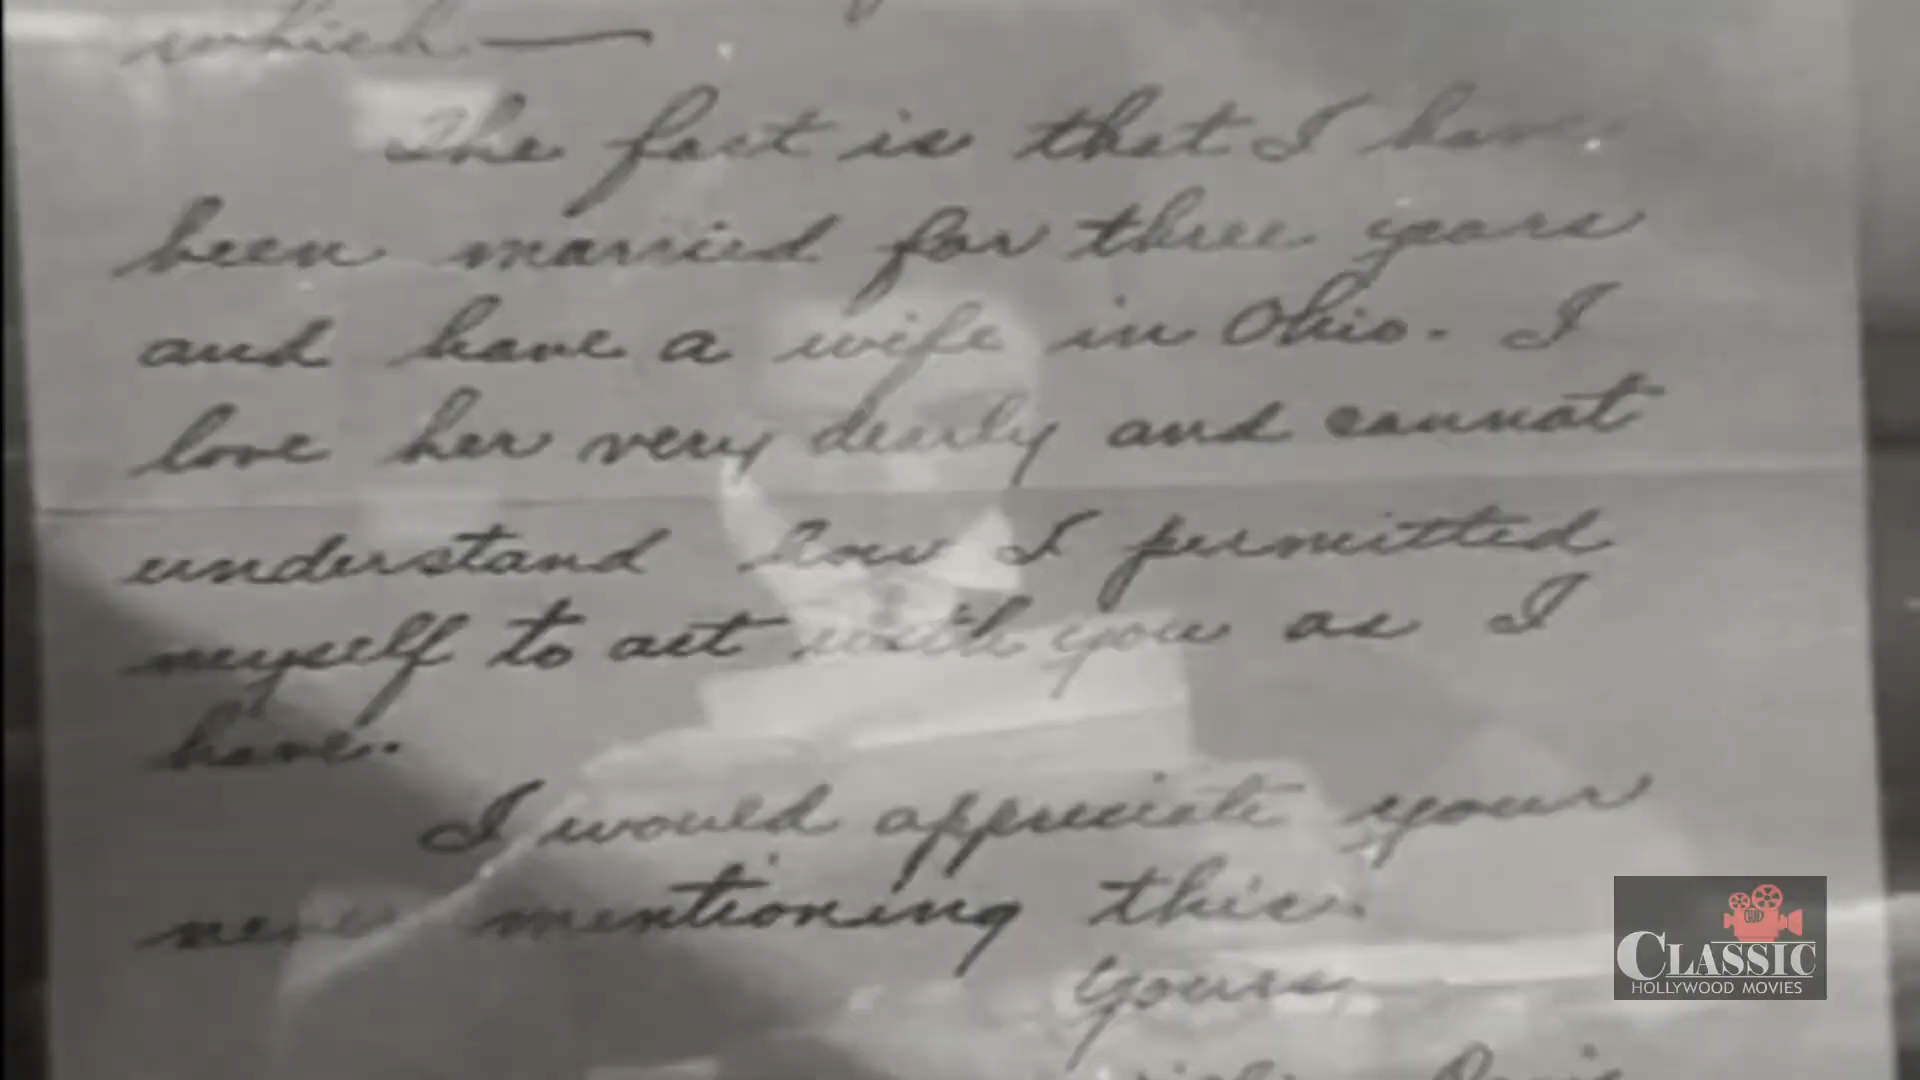 which—
The fact is that I have
been married for three years
and have a wife in Ohio. I
love her very dearly and cannot
understand how I permitted
myself to act with you as I
have.
I would appreciate your
never mentioning this.
Yours,
CLASSIC
HOLLYWOOD MOVIES